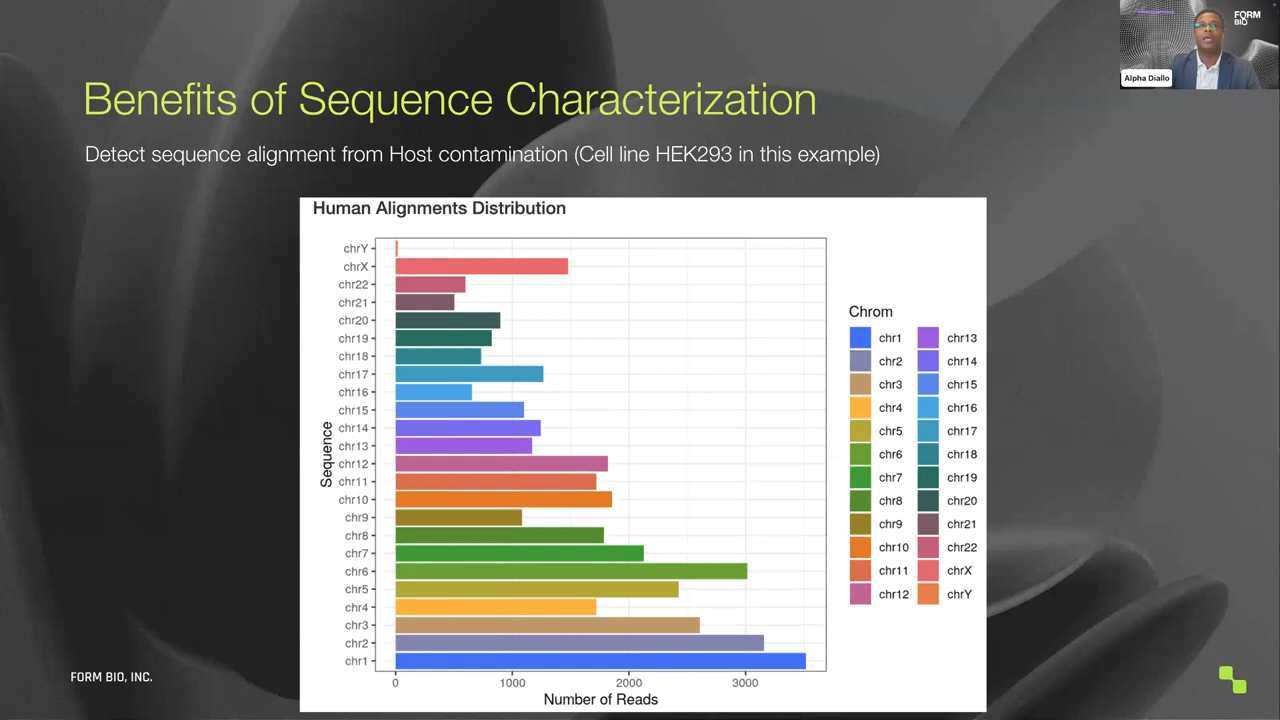 FORM
BIO
Alpha Diallo
Benefits of Sequence Characterization
Detect sequence alignment from Host contamination (Cell line HEK293 in this example)
Human Alignments Distribution
chrY
chrX
chr22
chr21
chr20
chr19
chr18
chr17
chr16
chr15
chr14
chr13
chr12
chr11
chr10
chr9
chr8
chr7
chr6
chr5
chr4
chr3
chr2
chr1
Sequence
0 1000 2000 3000
Number of Reads
Chrom
chr1 chr13
chr2 chr14
chr3 chr15
chr4 chr16
chr5 chr17
chr6 chr18
chr7 chr19
chr8 chr20
chr9 chr21
chr10 chr22
chr11 chrX
chr12 chrY
FORM BIO, INC.